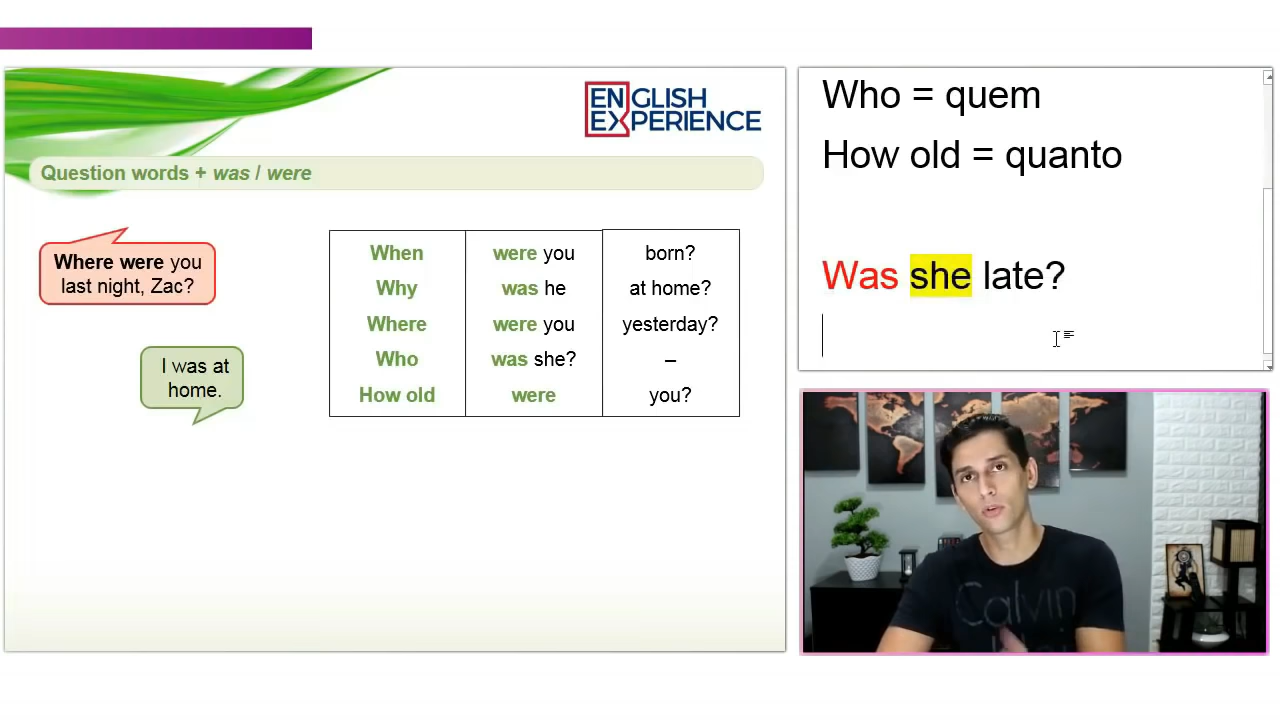 ENGLISH
EXPERIENCE
Question words + was / were
Where were you
last night, Zac?
I was at
home.
When were you born?
Why was he at home?
Where were you yesterday?
Who was she? –
How old were you?
Who = quem
How old = quanto
Was she late?
Calvin